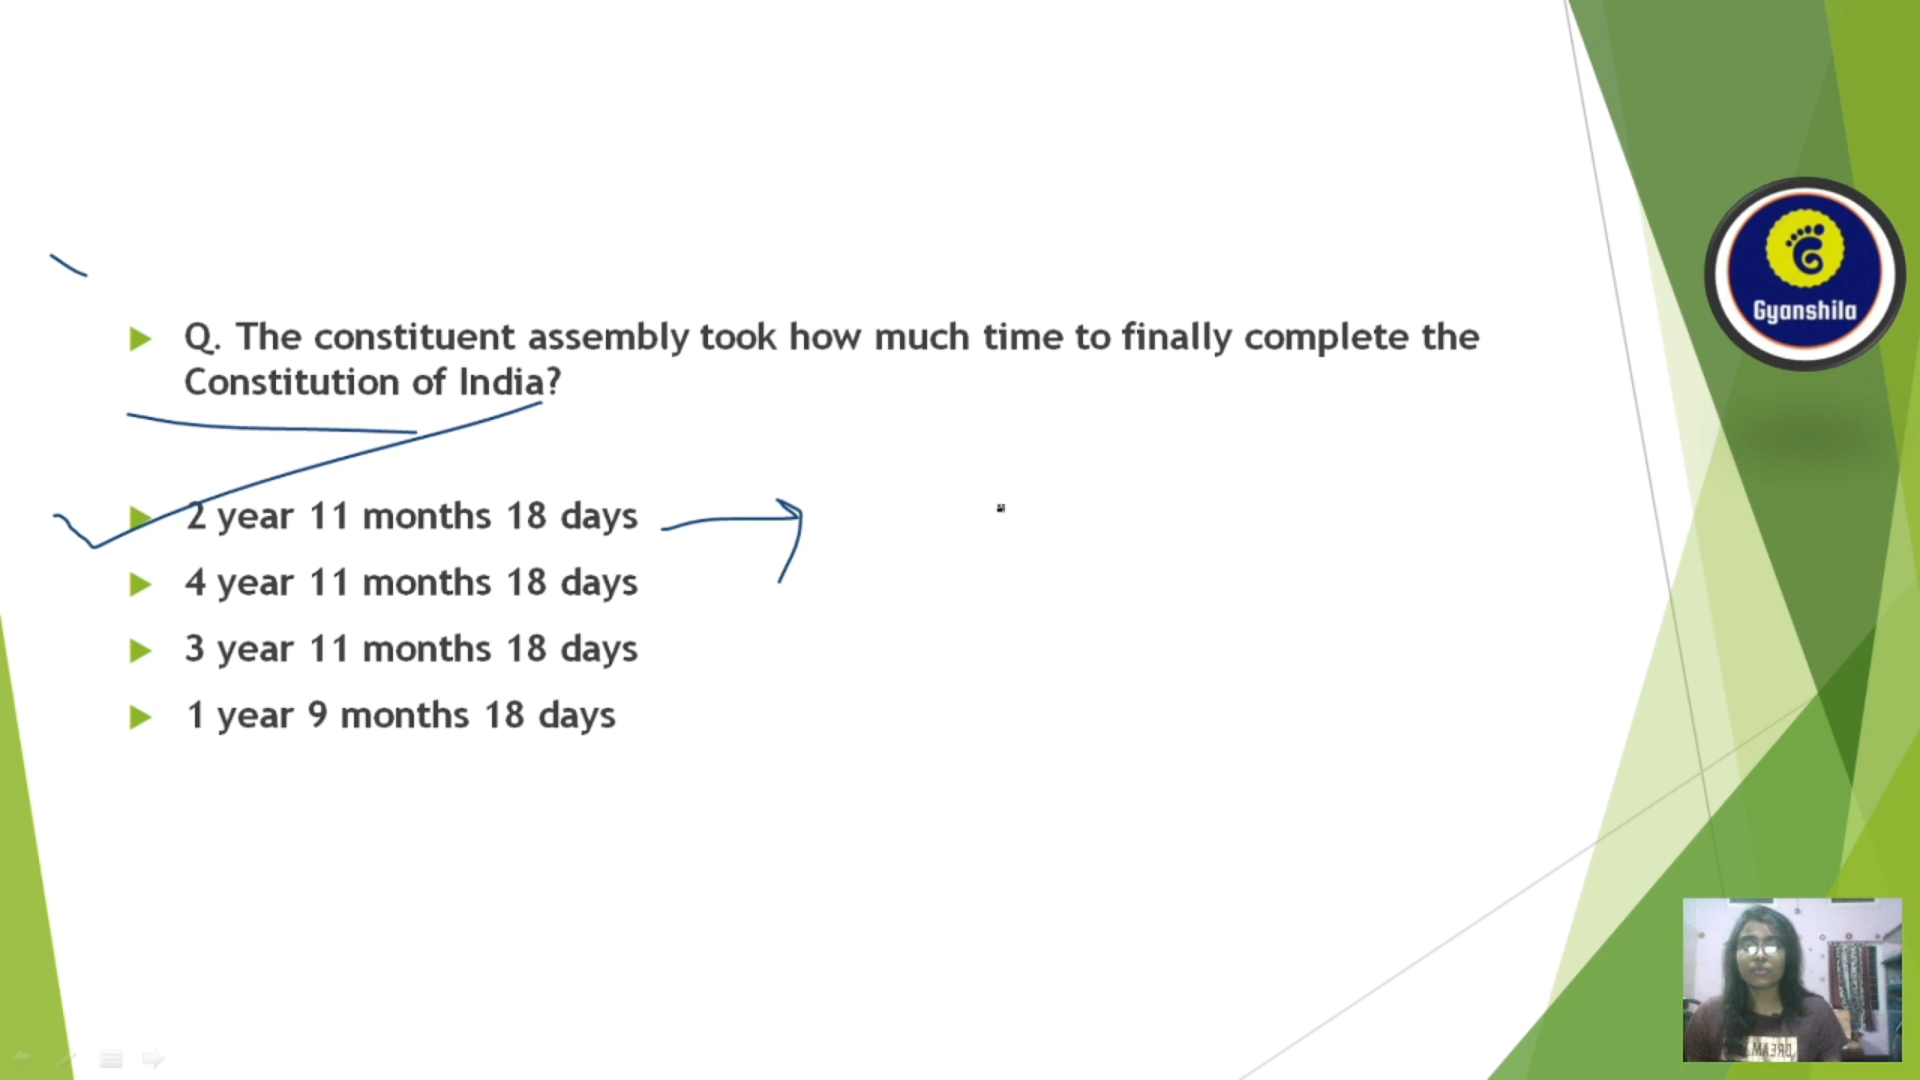 Q. The constituent assembly took how much time to finally complete the
Constitution of India?
2 year 11 months 18 days
4 year 11 months 18 days
3 year 11 months 18 days
1 year 9 months 18 days
Gyanshila
DREAM